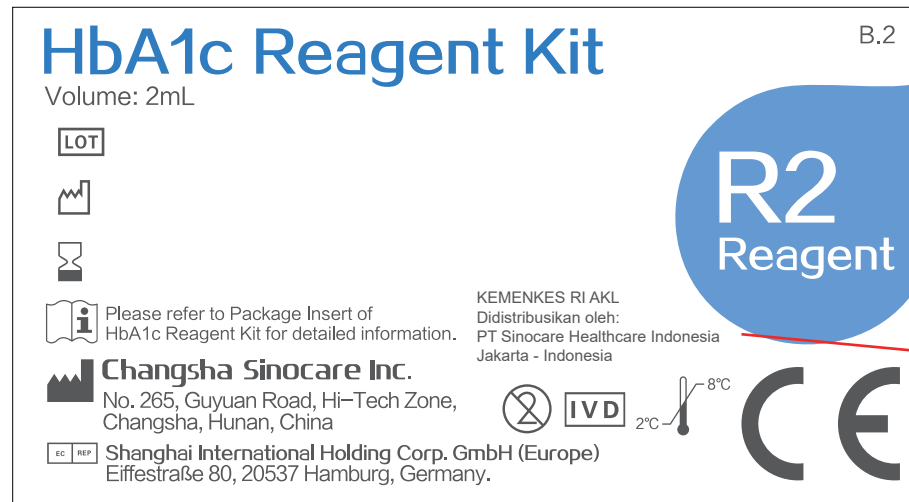 HbA1c Reagent Kit
B.2
Volume: 2mL
LOT
R2
Reagent
Please refer to Package Insert of
HbA1c Reagent Kit for detailed information.
KEMENKES RI AKL
Didistribusikan oleh:
PT Sinocare Healthcare Indonesia
Jakarta - Indonesia
Changsha Sinocare Inc.
No. 265, Guyuan Road, Hi-Tech Zone,
Changsha, Hunan, China
2
IVD
2℃
8℃
CE
EC REP
Shanghai International Holding Corp. GmbH (Europe)
Eiffestraße 80, 20537 Hamburg, Germany.